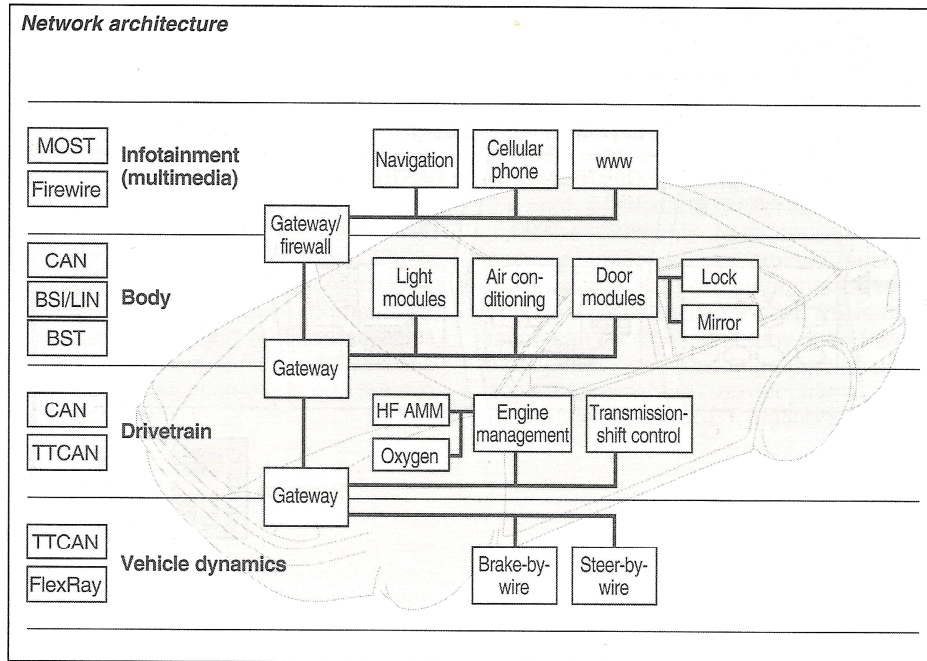 Network architecture
MOST
Firewire
Infotainment
(multimedia)
Navigation
Cellular
phone
www
Gateway/
firewall
CAN
BSI/LIN
BST
Body
Light
modules
Air con-
ditioning
Door
modules
Lock
Mirror
Gateway
CAN
TTCAN
Drivetrain
HF AMM
Oxygen
Engine
management
Transmission-
shift control
Gateway
TTCAN
FlexRay
Vehicle dynamics
Brake-by-
wire
Steer-by-
wire